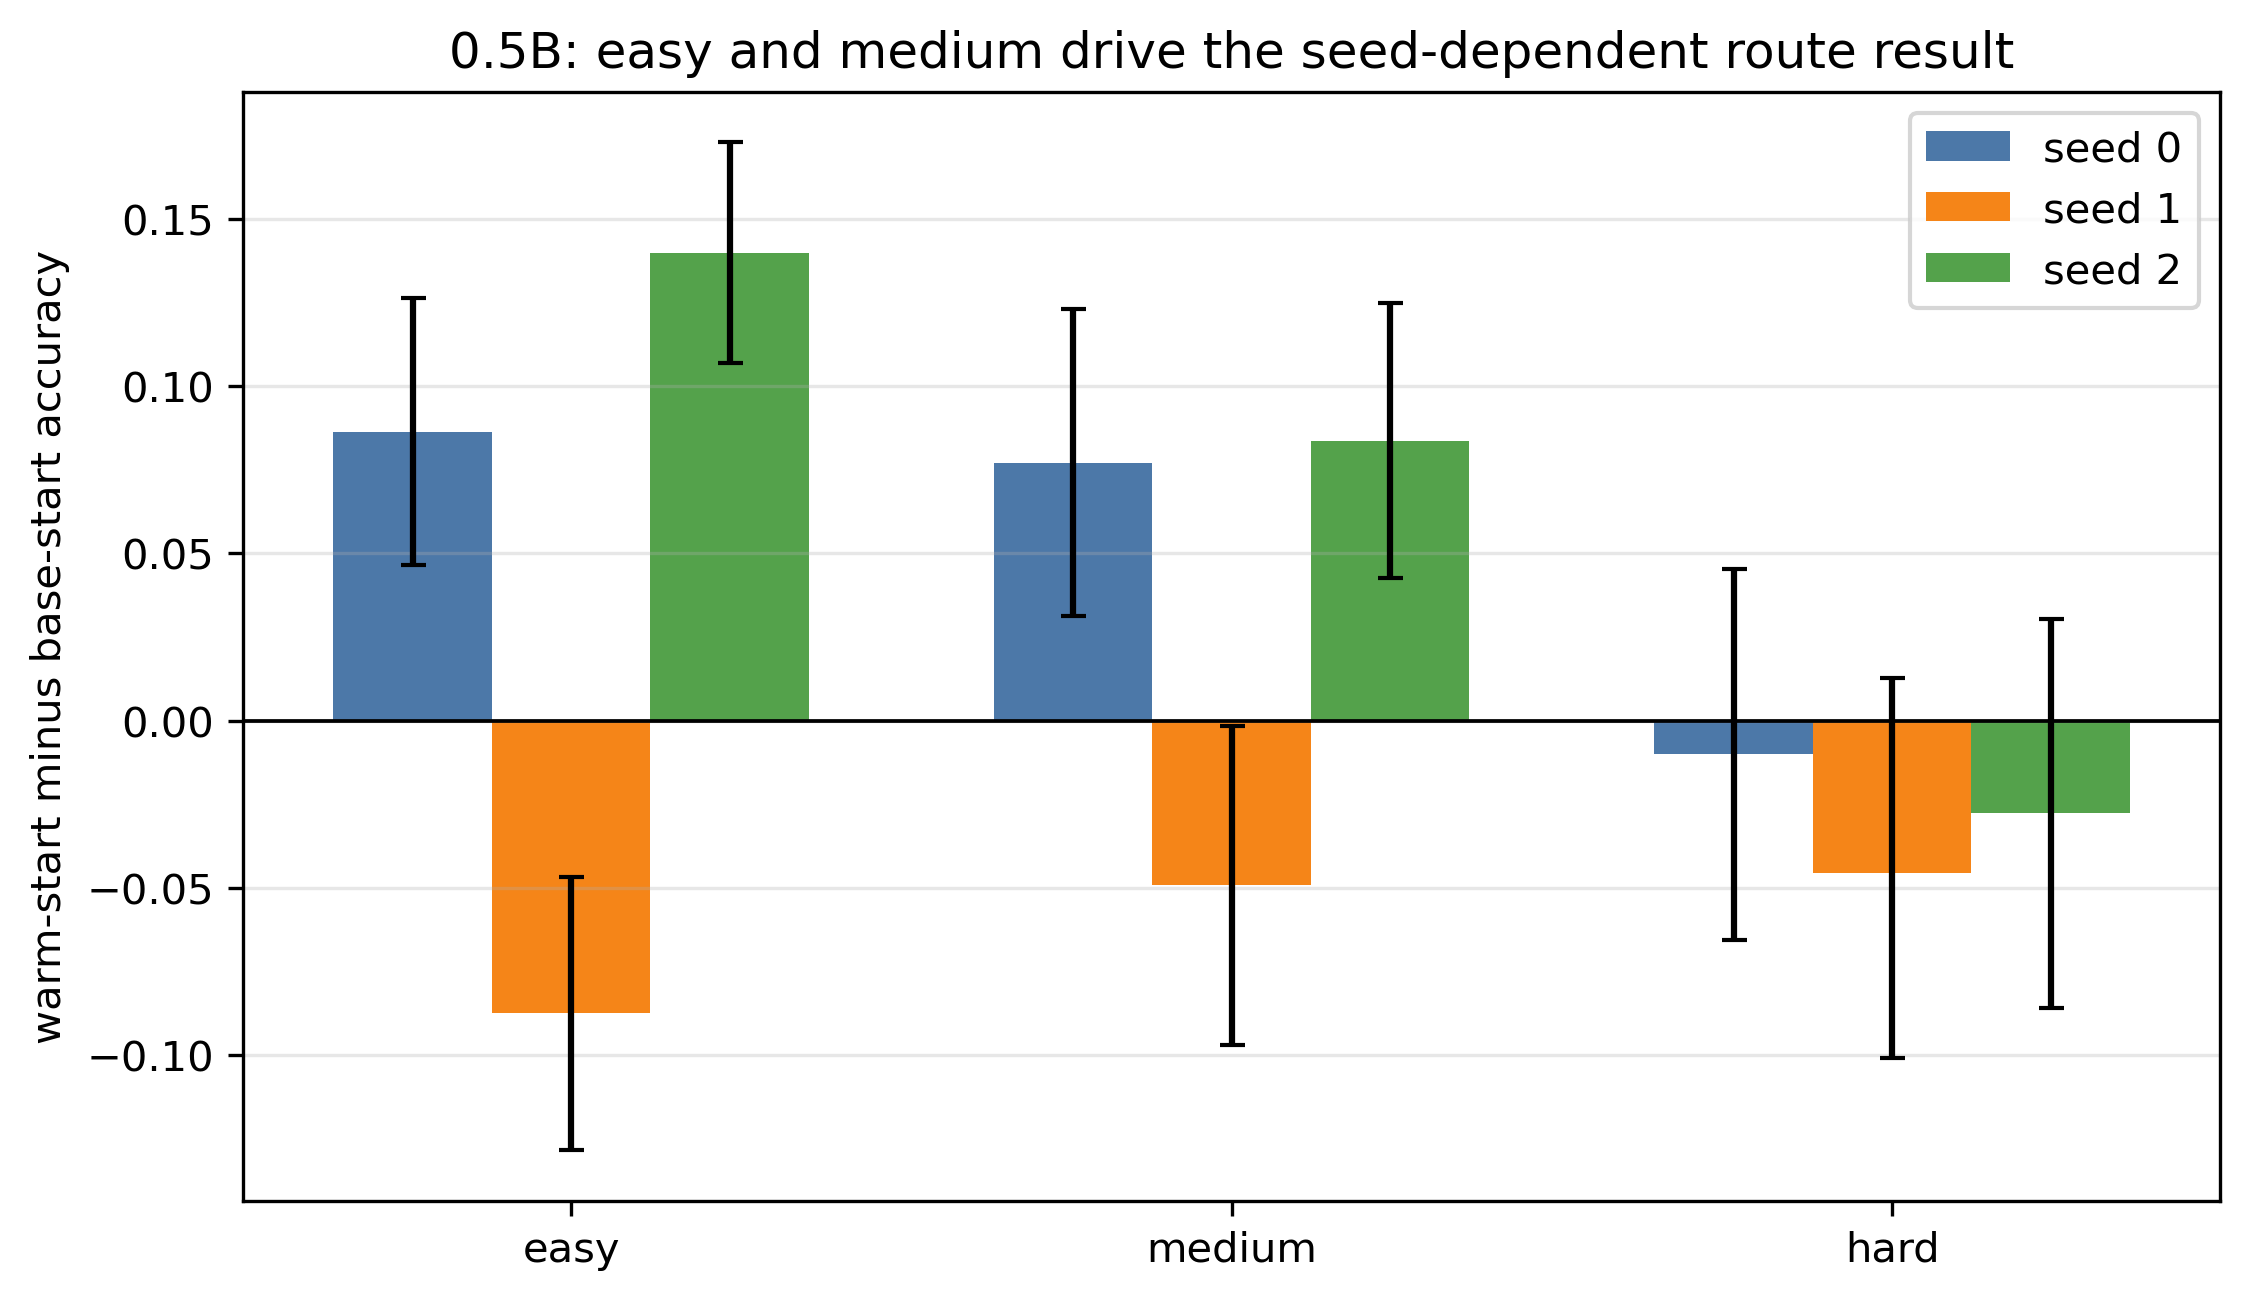 0.5B: easy and medium drive the seed-dependent route result
seed 0
seed 1
seed 2
warm-start minus base-start accuracy
0.15
0.10
0.05
0.00
−0.05
−0.10
easy
medium
hard